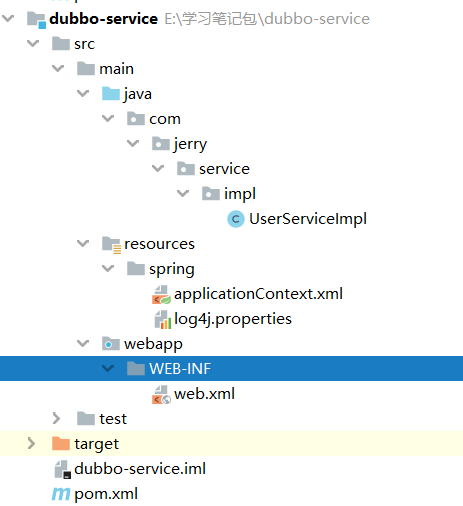 dubbo-service E:\学习笔记包\dubbo-service
src
main
java
com
jerry
service
impl
UserServiceImpl
resources
spring
applicationContext.xml
log4j.properties
webapp
WEB-INF
web.xml
test
target
dubbo-service.iml
pom.xml